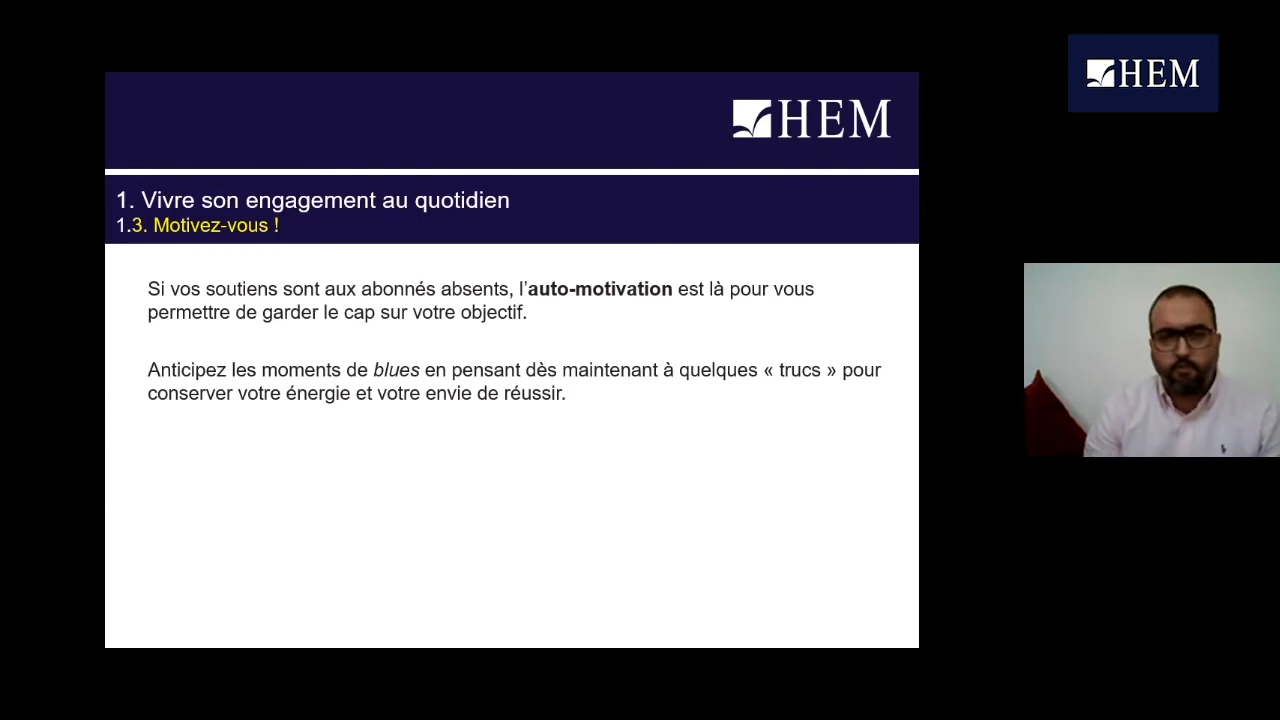 HEM
HEM
1. Vivre son engagement au quotidien
1.3. Motivez-vous !
Si vos soutiens sont aux abonnés absents, l’auto-motivation est là pour vous
permettre de garder le cap sur votre objectif.
Anticipez les moments de blues en pensant dès maintenant à quelques « trucs » pour
conserver votre énergie et votre envie de réussir.